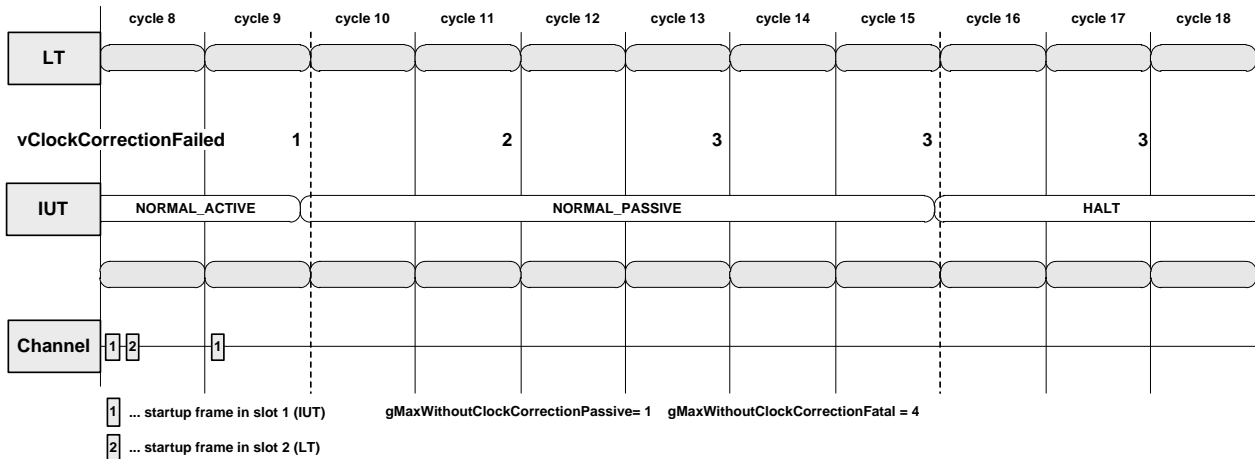 cycle 8 cycle 9 cycle 10 cycle 11 cycle 12 cycle 13 cycle 14 cycle 15 cycle 16 cycle 17 cycle 18
LT
vClockCorrectionFailed 1 2 3 3 3
IUT NORMAL_ACTIVE NORMAL_PASSIVE HALT
Channel 1 2 1
1 ... startup frame in slot 1 (IUT) gMaxWithoutClockCorrectionPassive= 1 gMaxWithoutClockCorrectionFatal = 4
2 ... startup frame in slot 2 (LT)